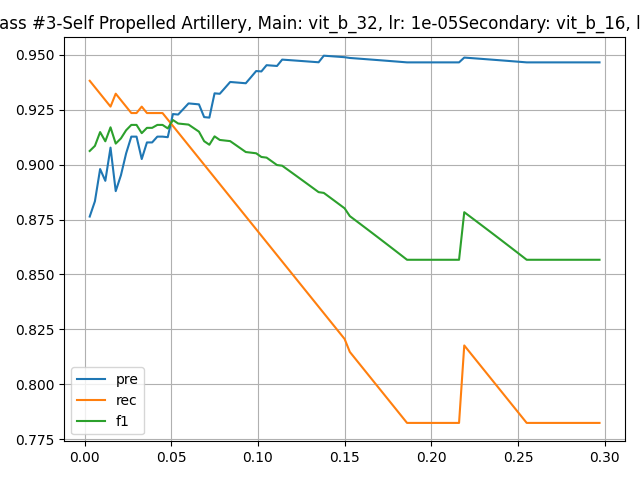 ass #3-Self Propelled Artillery, Main: vit_b_32, lr: 1e-05Secondary: vit_b_16, l
0.950
0.925
0.900
0.875
0.850
0.825
0.800
0.775
pre
rec
f1
0.00 0.05 0.10 0.15 0.20 0.25 0.30